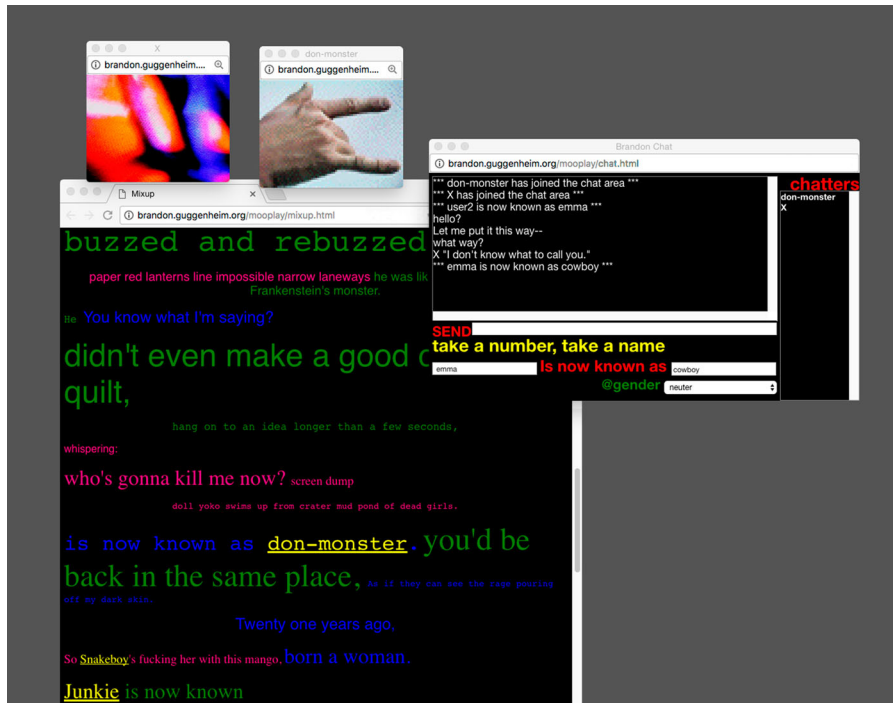 X
brandon.guggenheim....
don-monster
brandon.guggenheim....
Brandon Chat
brandon.guggenheim.org/mooplay/chat.html
*** don-monster has joined the chat area ***
*** X has joined the chat area ***
*** user2 is now known as emma ***
hello?
Let me put it this way--
what way?
X "I don't know what to call you."
*** emma is now known as cowboy ***
chatters
don-monster
X
SEND
take a number, take a name
emma Is now known as cowboy
@gender neuter
Mixup
brandon.guggenheim.org/mooplay/mixup.html
buzzed and rebuzzed
paper red lanterns line impossible narrow laneways he was lik
Frankenstein's monster.
He You know what I'm saying?
didn't even make a good
quilt,
hang on to an idea longer than a few seconds,
whispering:
who's gonna kill me now? screen dump
doll yoko swims up from crater mud pond of dead girls.
is now known as don-monster. you'd be
back in the same place, As if they can see the rage pouring
off my dark skin.
Twenty one years ago,
So Snakeboy's fucking her with this mango, born a woman.
Junkie is now known